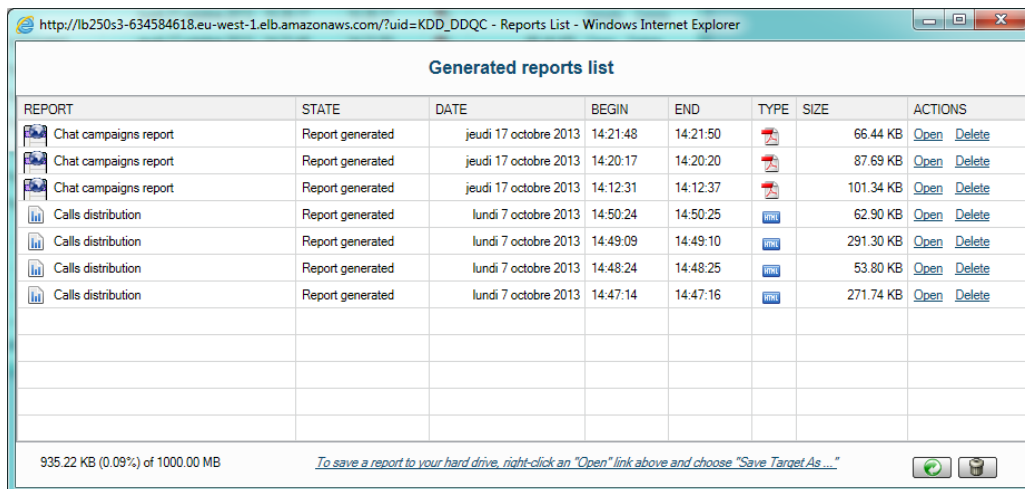 http://lb250s3-634584618.eu-west-1.elb.amazonaws.com/?uid=KDD_DDQC - Reports List - Windows Internet Explorer
Generated reports list
REPORT STATE DATE BEGIN END TYPE SIZE ACTIONS
Chat campaigns report Report generated jeudi 17 octobre 2013 14:21:48 14:21:50 66.44 KB Open Delete
Chat campaigns report Report generated jeudi 17 octobre 2013 14:20:17 14:20:20 87.69 KB Open Delete
Chat campaigns report Report generated jeudi 17 octobre 2013 14:12:31 14:12:37 101.34 KB Open Delete
Calls distribution Report generated lundi 7 octobre 2013 14:50:24 14:50:25 HTML 62.90 KB Open Delete
Calls distribution Report generated lundi 7 octobre 2013 14:49:09 14:49:10 HTML 291.30 KB Open Delete
Calls distribution Report generated lundi 7 octobre 2013 14:48:24 14:48:25 HTML 53.80 KB Open Delete
Calls distribution Report generated lundi 7 octobre 2013 14:47:14 14:47:16 HTML 271.74 KB Open Delete
935.22 KB (0.09%) of 1000.00 MB To save a report to your hard drive, right-click an "Open" link above and choose "Save Target As ..."